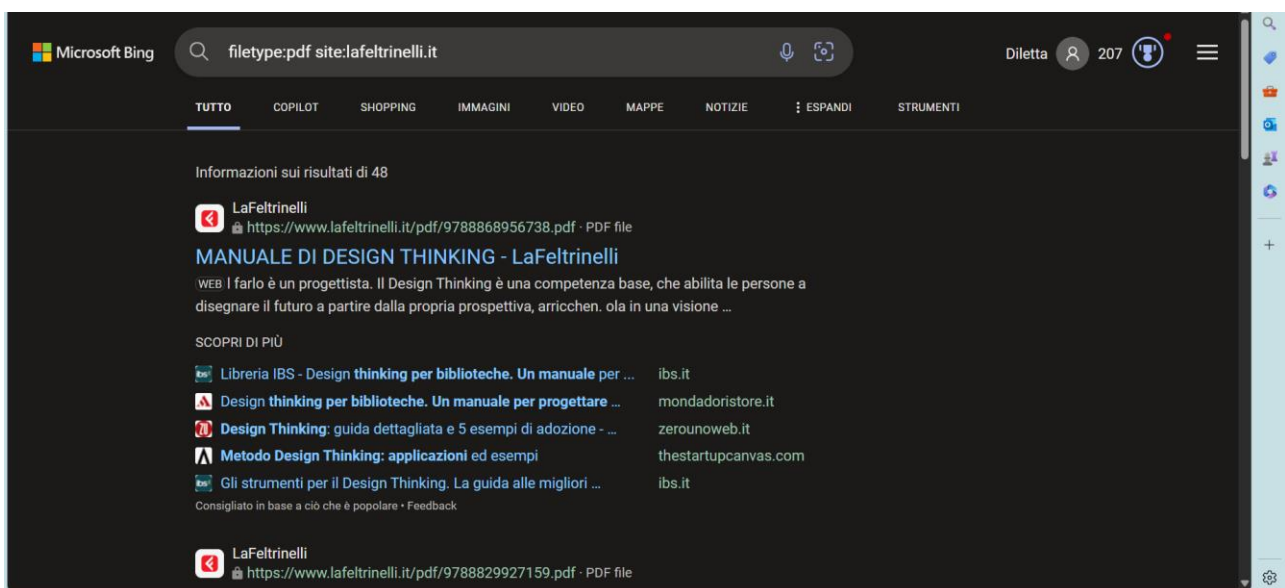 Microsoft Bing
filetype:pdf site:lafeltrinelli.it
Diletta
207
TUTTO COPILOT SHOPPING IMMAGINI VIDEO MAPPE NOTIZIE ESPANDI STRUMENTI
Informazioni sui risultati di 48
LaFeltrinelli
https://www.lafeltrinelli.it/pdf/9788868956738.pdf · PDF file
MANUALE DI DESIGN THINKING - LaFeltrinelli
WEB l farlo è un progettista. Il Design Thinking è una competenza base, che abilita le persone a
disegnare il futuro a partire dalla propria prospettiva, arricchen. ola in una visione ...
SCOPRI DI PIÙ
Libreria IBS - Design thinking per biblioteche. Un manuale per ... ibs.it
Design thinking per biblioteche. Un manuale per progettare ... mondadoristore.it
Design Thinking: guida dettagliata e 5 esempi di adozione - ... zerounoweb.it
Metodo Design Thinking: applicazioni ed esempi thestartupcanvas.com
Gli strumenti per il Design Thinking. La guida alle migliori ... ibs.it
Consigliato in base a ciò che è popolare • Feedback
LaFeltrinelli
https://www.lafeltrinelli.it/pdf/9788829927159.pdf · PDF file